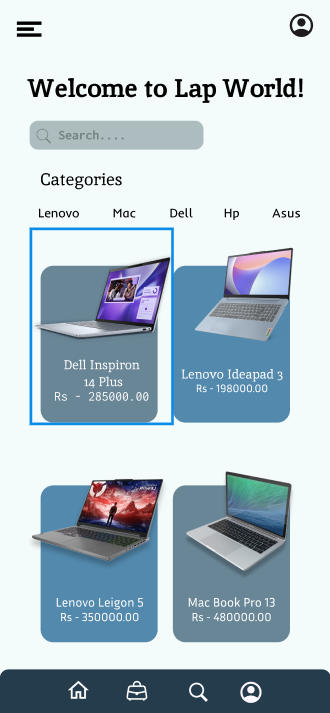 Welcome to Lap World!
Search....
Categories
Lenovo Mac Dell Hp Asus
Dell Inspiron
14 Plus
Rs - 285000.00
Lenovo Ideapad 3
Rs - 198000.00
Lenovo Leigon 5
Rs - 350000.00
Mac Book Pro 13
Rs - 480000.00